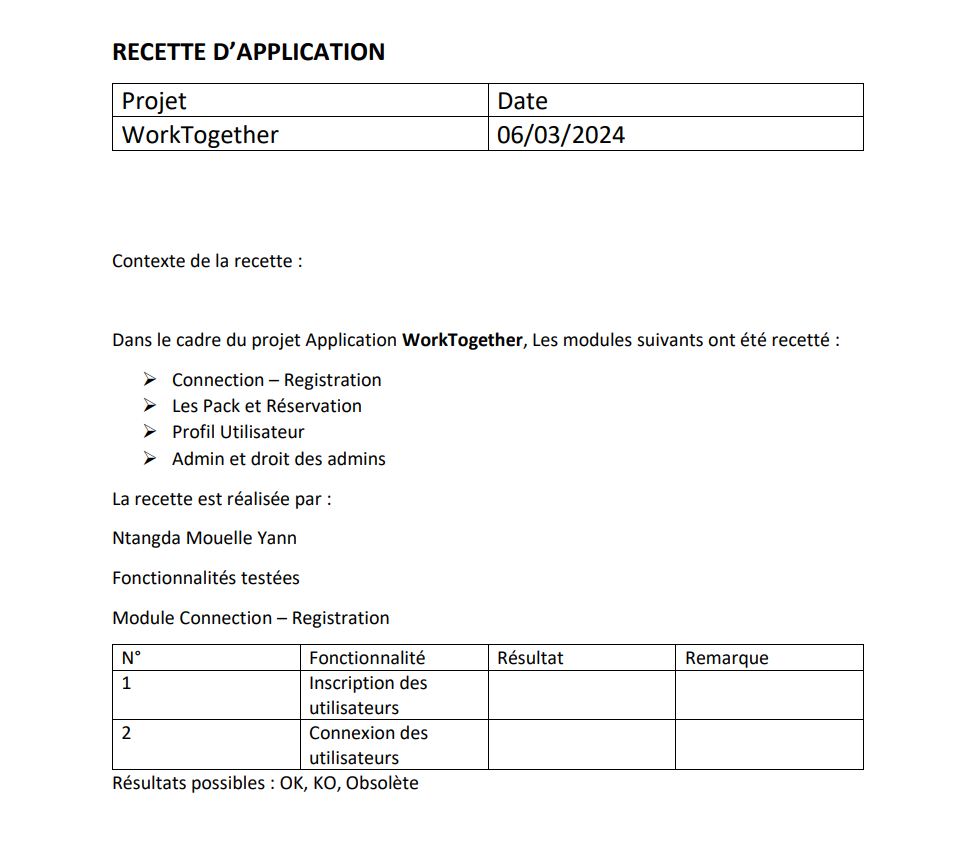 RECETTE D’APPLICATION
Projet Date
WorkTogether 06/03/2024
Contexte de la recette :
Dans le cadre du projet Application WorkTogether, Les modules suivants ont été recetté :
Connection – Registration
Les Pack et Réservation
Profil Utilisateur
Admin et droit des admins
La recette est réalisée par :
Ntangda Mouelle Yann
Fonctionnalités testées
Module Connection – Registration
N° Fonctionnalité Résultat Remarque
1 Inscription des
utilisateurs
2 Connexion des
utilisateurs
Résultats possibles : OK, KO, Obsolète